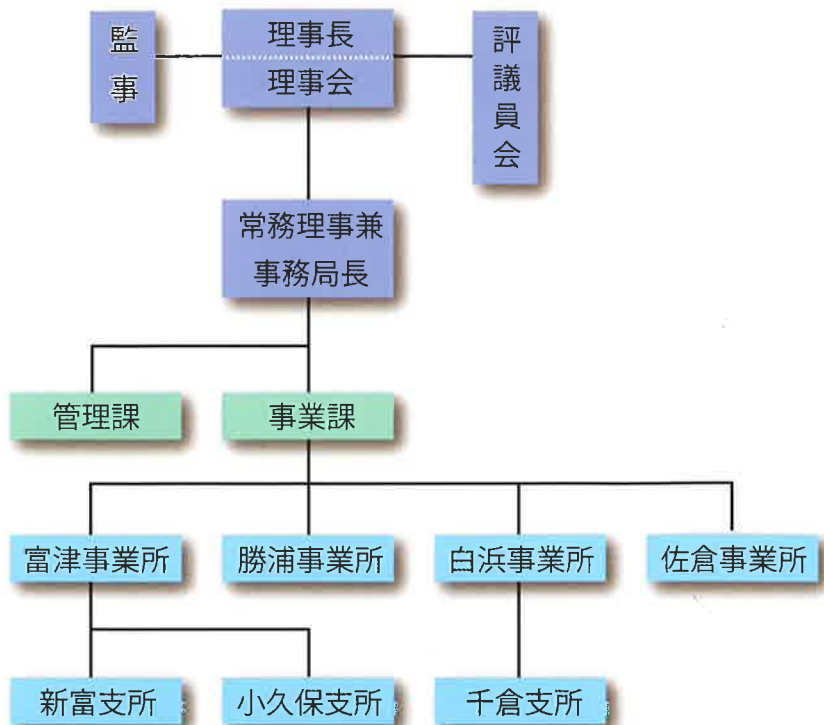 監事
理事長
理事会
評議員会
常務理事兼
事務局長
管理課
事業課
富津事業所
勝浦事業所
白浜事業所
佐倉事業所
新富支所
小久保支所
千倉支所